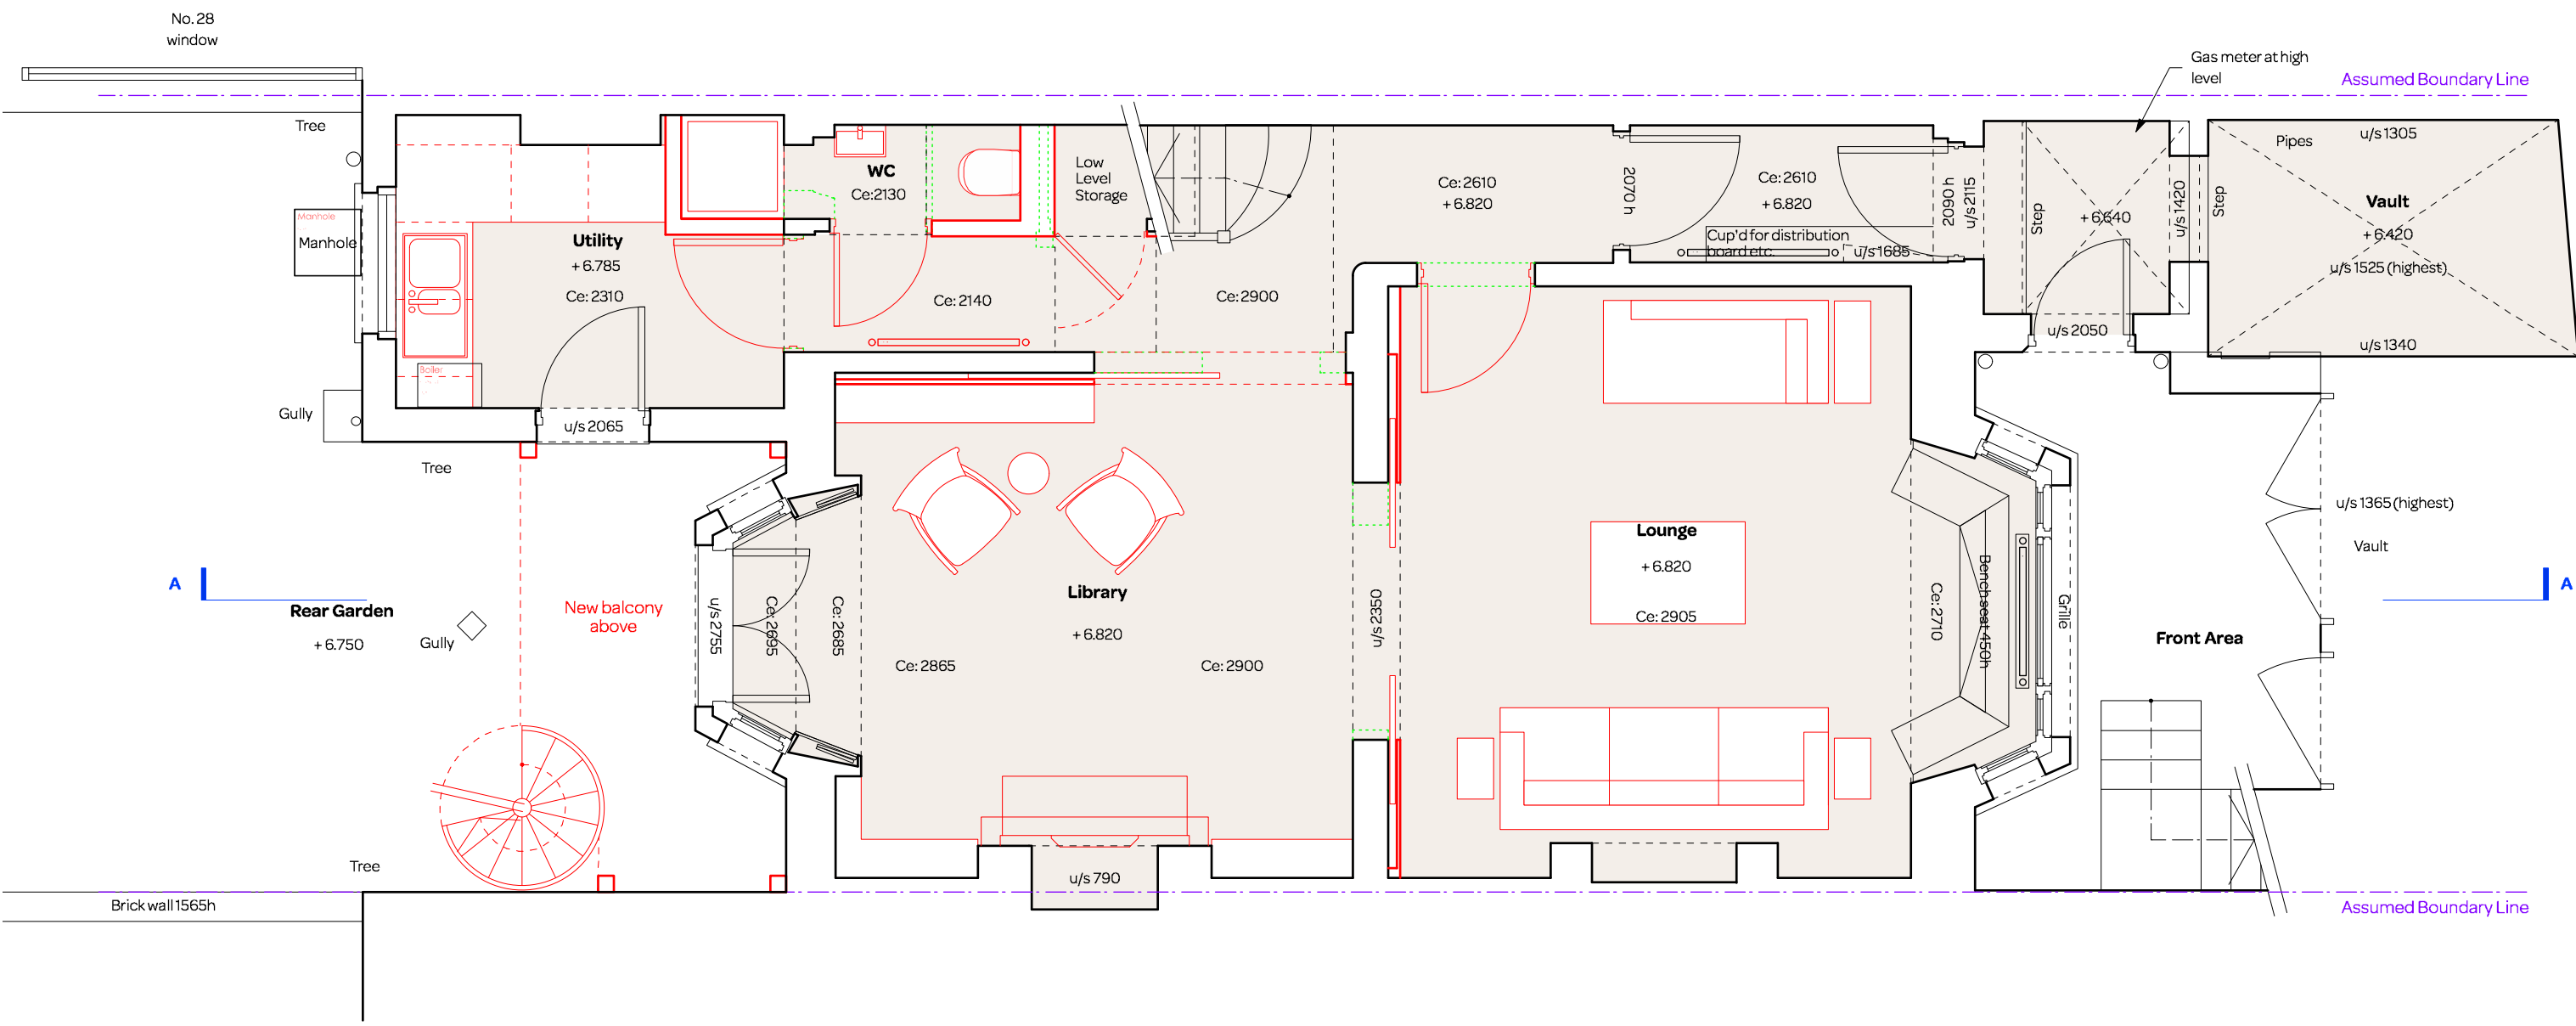 No. 28
window
Gas meter at high
level
Assumed Boundary Line
Tree
Pipes
u/s 1305
WC
Ce:2130
Low
Level
Storage
Ce: 2610
+ 6.820
2070 h
Ce: 2610
+ 6.820
2090 h
u/s 2115
Step
+ 6.640
u/s 1420
Step
Vault
+ 6.420
u/s 1525 (highest)
u/s 1340
Manhole
Manhole
Utility
+ 6.785
Ce: 2310
Ce: 2140
Ce: 2900
Cup'd for distribution
board etc.
u/s 1685
u/s 2050
Boiler
Gully
u/s 2065
Tree
u/s 1365 (highest)
Vault
A
Rear Garden
+ 6.750
Gully
New balcony
above
u/s 2755
Ce: 2695
Ce: 2685
Library
+ 6.820
Ce: 2865
Ce: 2900
u/s 2350
Lounge
+ 6.820
Ce: 2905
Ce: 2710
Bench seat 450h
Grille
Front Area
A
Tree
u/s 790
Brick wall 1565h
Assumed Boundary Line